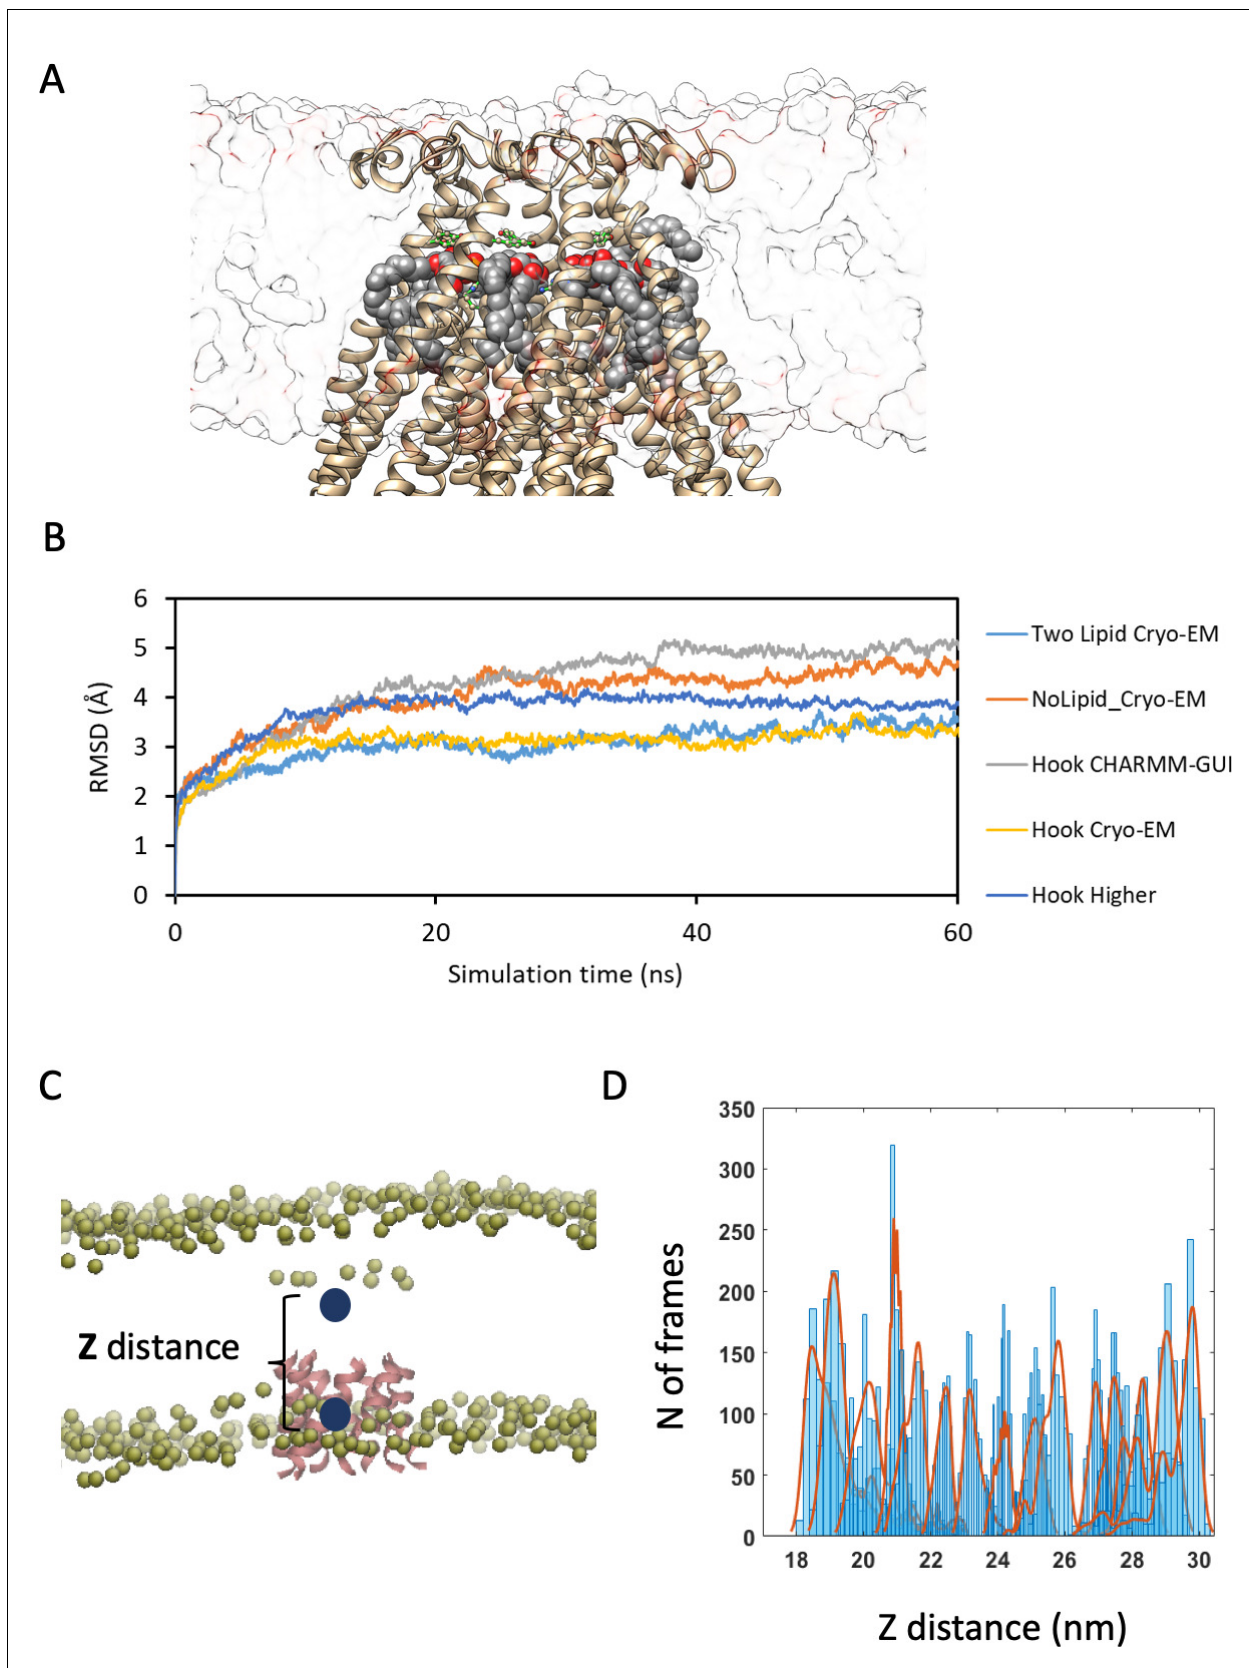 A
B
6
5
4
3
2
1
0
RMSD (Å)
0
20
40
60
Simulation time (ns)
Two Lipid Cryo-EM
NoLipid_Cryo-EM
Hook CHARMM-GUI
Hook Cryo-EM
Hook Higher
C
Z distance
D
350
300
250
200
150
100
50
0
N of frames
18
20
22
24
26
28
30
Z distance (nm)